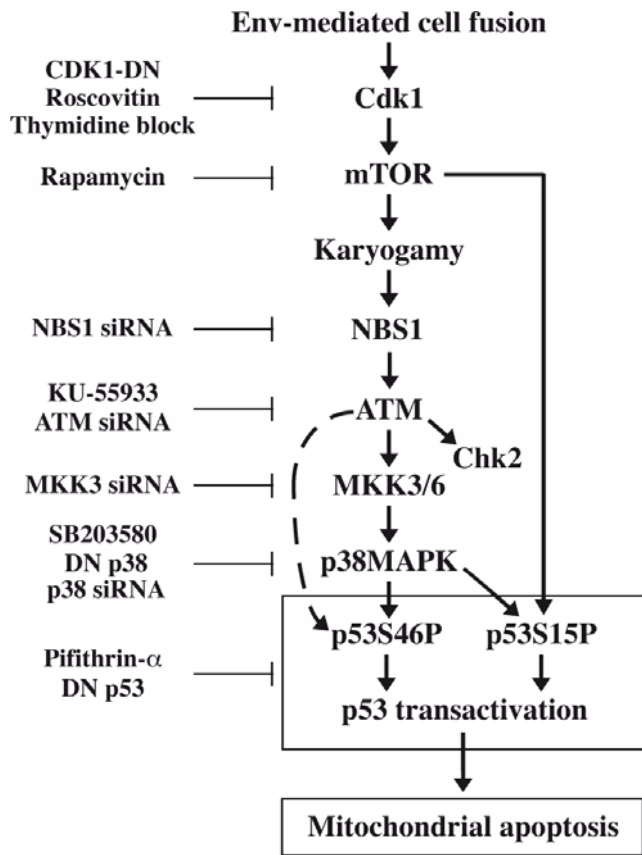 Env-mediated cell fusion
CDK1-DN
Roscovitin
Thymidine block
Cdk1
Rapamycin
mTOR
Karyogamy
NBS1 siRNA
NBS1
KU-55933
ATM siRNA
ATM
Chk2
MKK3 siRNA
MKK3/6
SB203580
DN p38
p38 siRNA
p38MAPK
p53S46P
p53S15P
Pifithrin-α
DN p53
p53 transactivation
Mitochondrial apoptosis